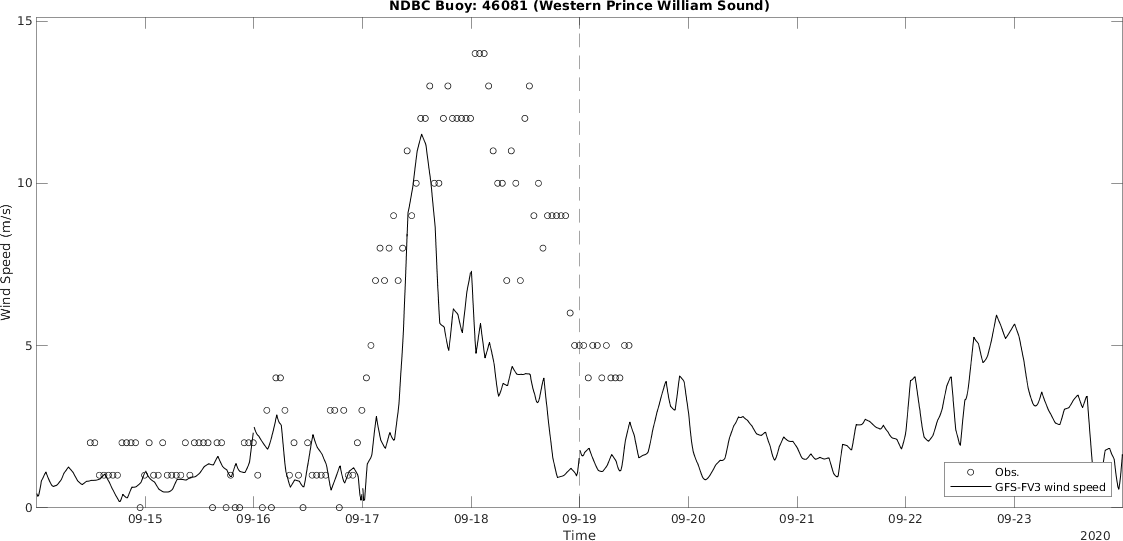 NDBC Buoy: 46081 (Western Prince William Sound)
15
10
5
0
Wind Speed (m/s)
09-15 09-16 09-17 09-18 09-19 09-20 09-21 09-22 09-23
Time
2020
Obs.
GFS-FV3 wind speed